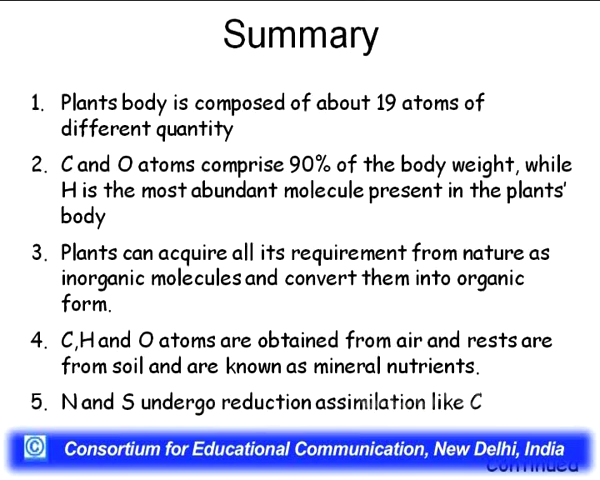 Summary
1. Plants body is composed of about 19 atoms of
different quantity
2. C and O atoms comprise 90% of the body weight, while
H is the most abundant molecule present in the plants'
body
3. Plants can acquire all its requirement from nature as
inorganic molecules and convert them into organic
form.
4. C,H and O atoms are obtained from air and rests are
from soil and are known as mineral nutrients.
5. N and S undergo reduction assimilation like C
© Consortium for Educational Communication, New Delhi, India
Continued